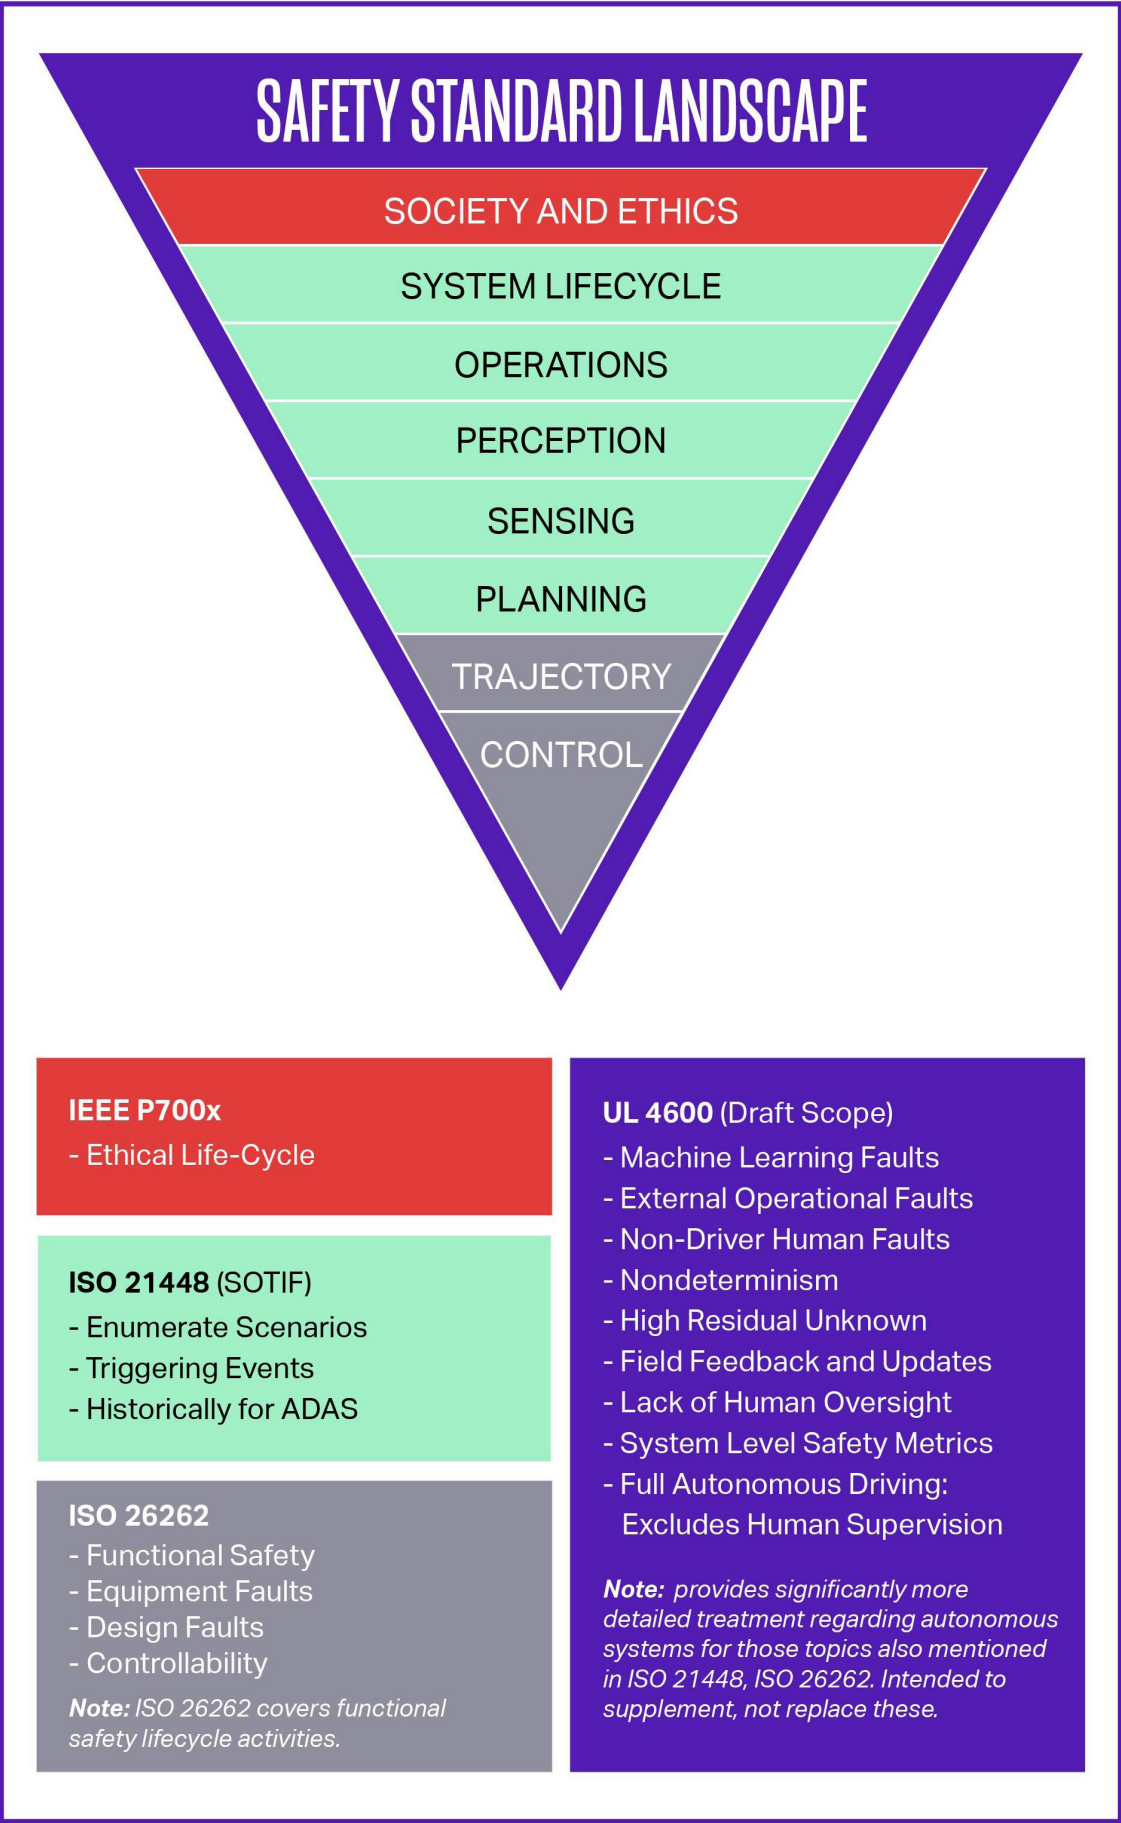 SAFETY STANDARD LANDSCAPE
SOCIETY AND ETHICS
SYSTEM LIFECYCLE
OPERATIONS
PERCEPTION
SENSING
PLANNING
TRAJECTORY
CONTROL
IEEE P700x
- Ethical Life-Cycle
ISO 21448 (SOTIF)
- Enumerate Scenarios
- Triggering Events
- Historically for ADAS
ISO 26262
- Functional Safety
- Equipment Faults
- Design Faults
- Controllability
Note: ISO 26262 covers functional
safety lifecycle activities.
UL 4600 (Draft Scope)
- Machine Learning Faults
- External Operational Faults
- Non-Driver Human Faults
- Nondeterminism
- High Residual Unknown
- Field Feedback and Updates
- Lack of Human Oversight
- System Level Safety Metrics
- Full Autonomous Driving:
Excludes Human Supervision
Note: provides significantly more
detailed treatment regarding autonomous
systems for those topics also mentioned
in ISO 21448, ISO 26262. Intended to
supplement, not replace these.